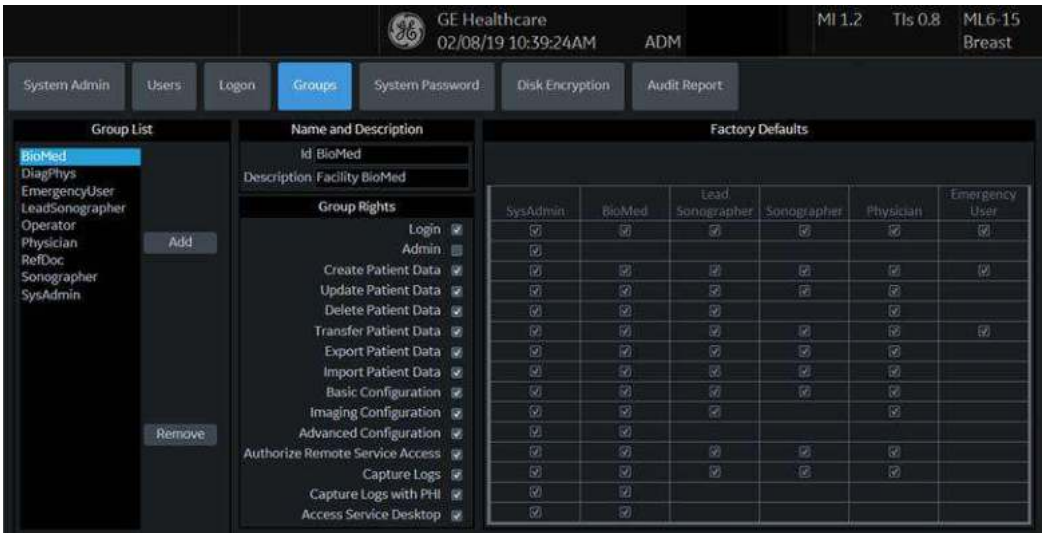 GE Healthcare
02/08/19 10:39:24AM ADM
MI 1.2 TIs 0.8 ML6-15
Breast
System Admin Users Logon Groups System Password Disk Encryption Audit Report
Group List
BioMed
DiagPhys
EmergencyUser
LeadSonographer
Operator
Physician
RefDoc
Sonographer
SysAdmin
Add
Remove
Name and Description
Id BioMed
Description Facility BioMed
Group Rights
Login
Admin
Create Patient Data
Update Patient Data
Delete Patient Data
Transfer Patient Data
Export Patient Data
Import Patient Data
Basic Configuration
Imaging Configuration
Advanced Configuration
Authorize Remote Service Access
Capture Logs
Capture Logs with PHI
Access Service Desktop
Factory Defaults
SysAdmin BioMed Lead Sonographer Sonographer Physician Emergency User